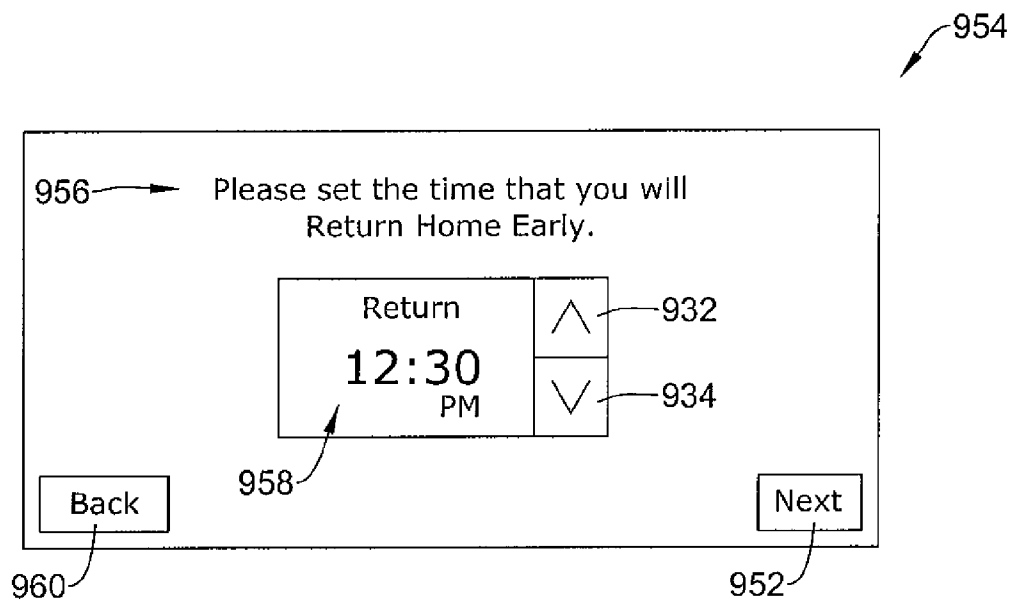 954
956
Please set the time that you will
Return Home Early.
Return
932
12:30
PM
934
958
Back
Next
960
952